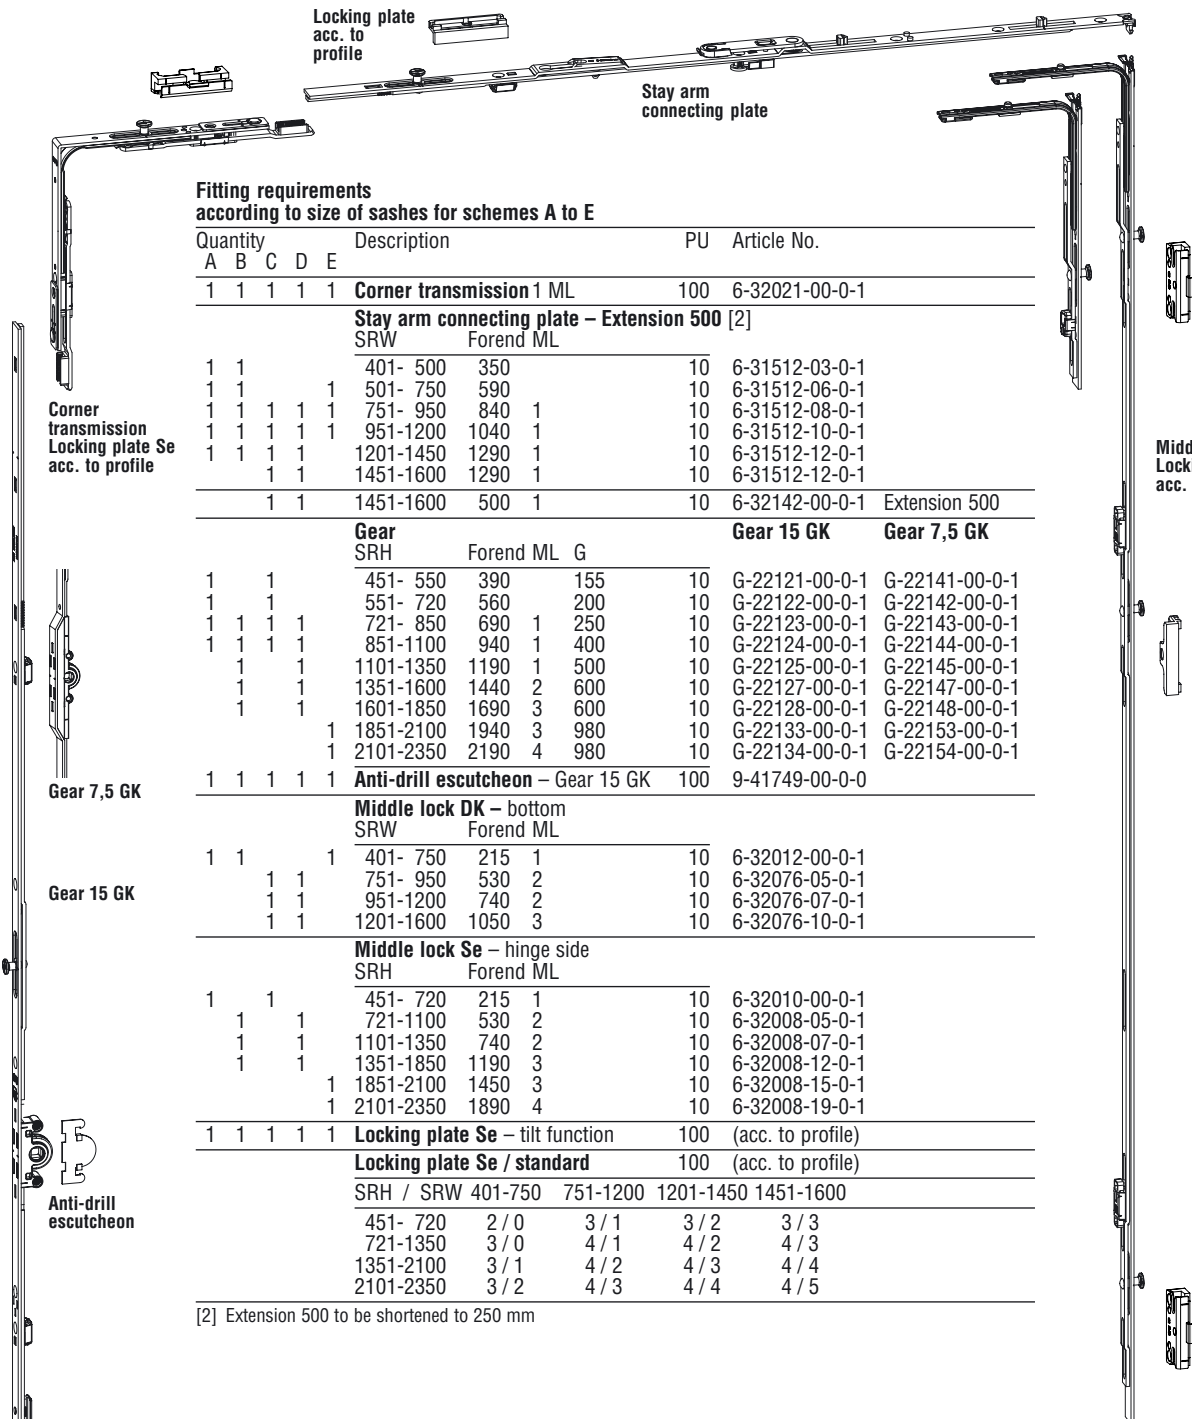 Locking plate
acc. to
profile
Stay arm
connecting plate
Fitting requirements
according to size of sashes for schemes A to E
Quantity Description PU Article No.
A B C D E
1 1 1 1 1 Corner transmission 1 ML 100 6-32021-00-0-1
Stay arm connecting plate – Extension 500 [2]
SRW Forend ML
1 1 401- 500 350 10 6-31512-03-0-1
1 1 1 501- 750 590 10 6-31512-06-0-1
1 1 1 1 1 751- 950 840 1 10 6-31512-08-0-1
1 1 1 1 1 951-1200 1040 1 10 6-31512-10-0-1
1 1 1 1 1201-1450 1290 1 10 6-31512-12-0-1
1 1 1451-1600 1290 1 10 6-31512-12-0-1
1 1 1451-1600 500 1 10 6-32142-00-0-1 Extension 500
Gear Gear 15 GK Gear 7,5 GK
SRH Forend ML G
1 1 451- 550 390 155 10 G-22121-00-0-1 G-22141-00-0-1
1 1 551- 720 560 200 10 G-22122-00-0-1 G-22142-00-0-1
1 1 1 1 721- 850 690 1 250 10 G-22123-00-0-1 G-22143-00-0-1
1 1 1 1 851-1100 940 1 400 10 G-22124-00-0-1 G-22144-00-0-1
1 1 1101-1350 1190 1 500 10 G-22125-00-0-1 G-22145-00-0-1
1 1 1351-1600 1440 2 600 10 G-22127-00-0-1 G-22147-00-0-1
1 1 1601-1850 1690 3 600 10 G-22128-00-0-1 G-22148-00-0-1
1 1851-2100 1940 3 980 10 G-22133-00-0-1 G-22153-00-0-1
1 2101-2350 2190 4 980 10 G-22134-00-0-1 G-22154-00-0-1
1 1 1 1 1 Anti-drill escutcheon – Gear 15 GK 100 9-41749-00-0-0
Middle lock DK – bottom
SRW Forend ML
1 1 1 401- 750 215 1 10 6-32012-00-0-1
1 1 751- 950 530 2 10 6-32076-05-0-1
1 1 951-1200 740 2 10 6-32076-07-0-1
1 1 1201-1600 1050 3 10 6-32076-10-0-1
Middle lock Se – hinge side
SRH Forend ML
1 1 451- 720 215 1 10 6-32010-00-0-1
1 1 721-1100 530 2 10 6-32008-05-0-1
1 1 1101-1350 740 2 10 6-32008-07-0-1
1 1 1351-1850 1190 3 10 6-32008-12-0-1
1 1851-2100 1450 3 10 6-32008-15-0-1
1 2101-2350 1890 4 10 6-32008-19-0-1
1 1 1 1 1 Locking plate Se – tilt function 100 (acc. to profile)
Locking plate Se / standard 100 (acc. to profile)
SRH / SRW 401-750 751-1200 1201-1450 1451-1600
451- 720 2 / 0 3 / 1 3 / 2 3 / 3
721-1350 3 / 0 4 / 1 4 / 2 4 / 3
1351-2100 3 / 1 4 / 2 4 / 3 4 / 4
2101-2350 3 / 2 4 / 3 4 / 4 4 / 5
[2] Extension 500 to be shortened to 250 mm
Corner
transmission
Locking plate Se
acc. to profile
Gear 7,5 GK
Gear 15 GK
Anti-drill
escutcheon
Midd
Locki
acc.